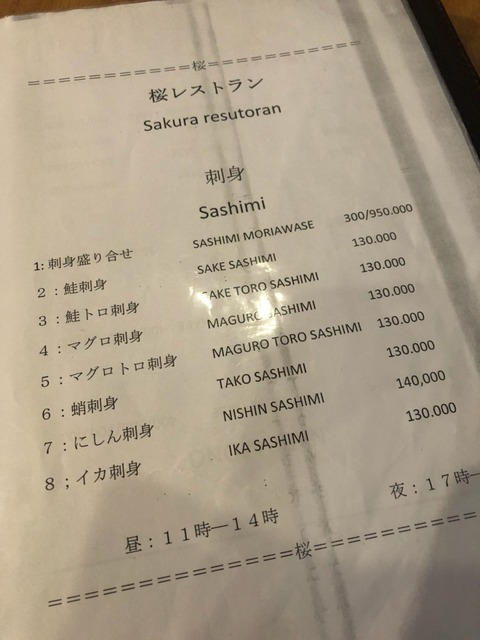 ===========桜===========
桜レストラン
Sakura resutoran
刺身
Sashimi
1: 刺身盛り合せ SASHIMI MORIAWASE 300/950.000
2：鮭刺身 SAKE SASHIMI 130.000
3：鮭トロ刺身 SAKE TORO SASHIMI 130.000
4：マグロ刺身 MAGURO SASHIMI 130.000
5：マグロトロ刺身 MAGURO TORO SASHIMI 130.000
6：蛸刺身 TAKO SASHIMI 130.000
7：にしん刺身 NISHIN SASHIMI 140,000
8；イカ刺身 IKA SASHIMI 130.000
昼：１１時―１４時 夜：１７時―
==============桜==========